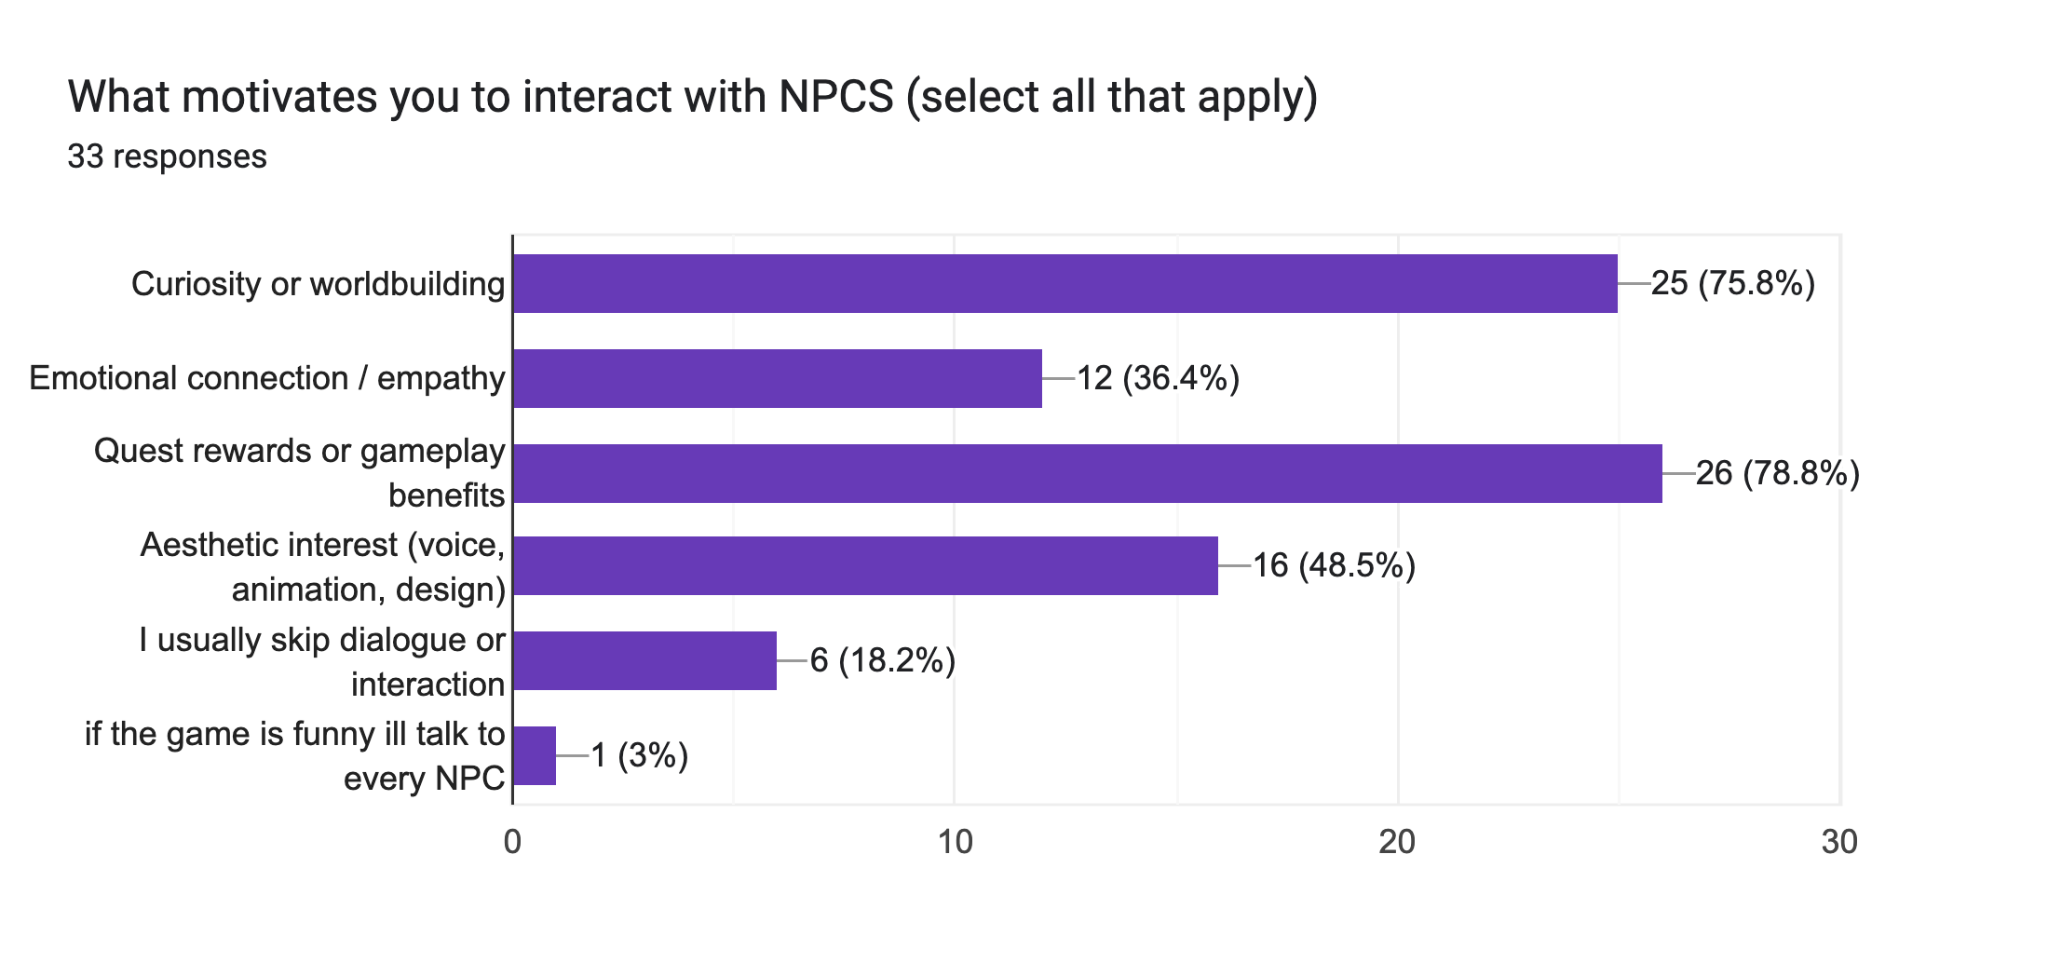 What motivates you to interact with NPCS (select all that apply)
33 responses
Curiosity or worldbuilding
25 (75.8%)
Emotional connection / empathy
12 (36.4%)
Quest rewards or gameplay
benefits
26 (78.8%)
Aesthetic interest (voice,
animation, design)
16 (48.5%)
I usually skip dialogue or
interaction
6 (18.2%)
if the game is funny ill talk to
every NPC
1 (3%)
0 10 20 30